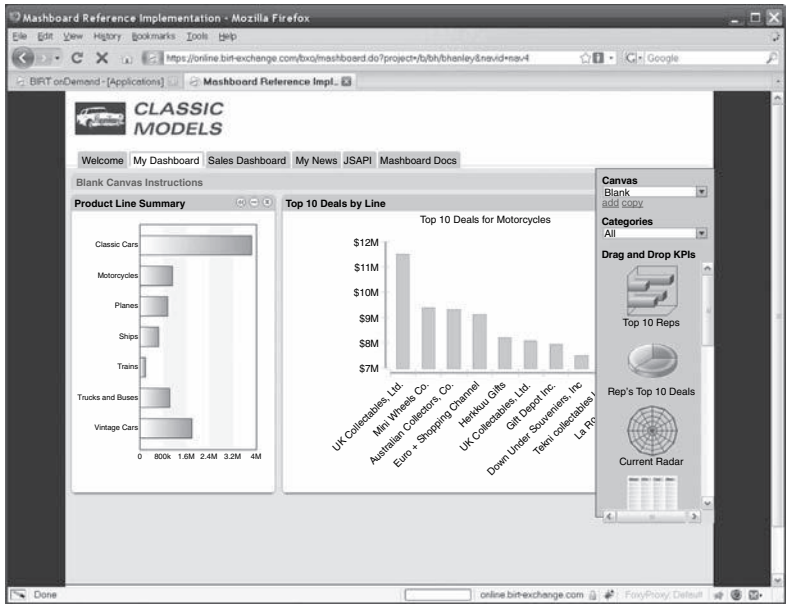 Mashboard Reference Implementation - Mozilla Firefox
File Edit View History Bookmarks Tools Help
https://online.birt-exchange.com/bxo/mashboard.do?project=/b/bh/bhanley&navid=nav4
Google
BIRT onDemand - [Applications]
Mashboard Reference Impl...
CLASSIC
MODELS
Welcome My Dashboard Sales Dashboard My News JSAPI Mashboard Docs
Blank Canvas Instructions
Product Line Summary
Classic Cars
Motorcycles
Planes
Ships
Trains
Trucks and Buses
Vintage Cars
0 800k 1.6M 2.4M 3.2M 4M
Top 10 Deals by Line
Top 10 Deals for Motorcycles
$12M
$11M
$10M
$9M
$8M
$7M
UK Collectables, Ltd.
Mini Wheels Co.
Australian Collectors, Co.
Euro + Shopping Channel
Herkkuu Gifts
UK Collectables, Ltd.
Gift Depot Inc.
Down Under Souveniers, Inc
Tekni collectables
La Ro
Canvas
Blank
add copy
Categories
All
Drag and Drop KPIs
Top 10 Reps
Rep's Top 10 Deals
Current Radar
Done
online.birt-exchange.com
FoxyProxy: Default